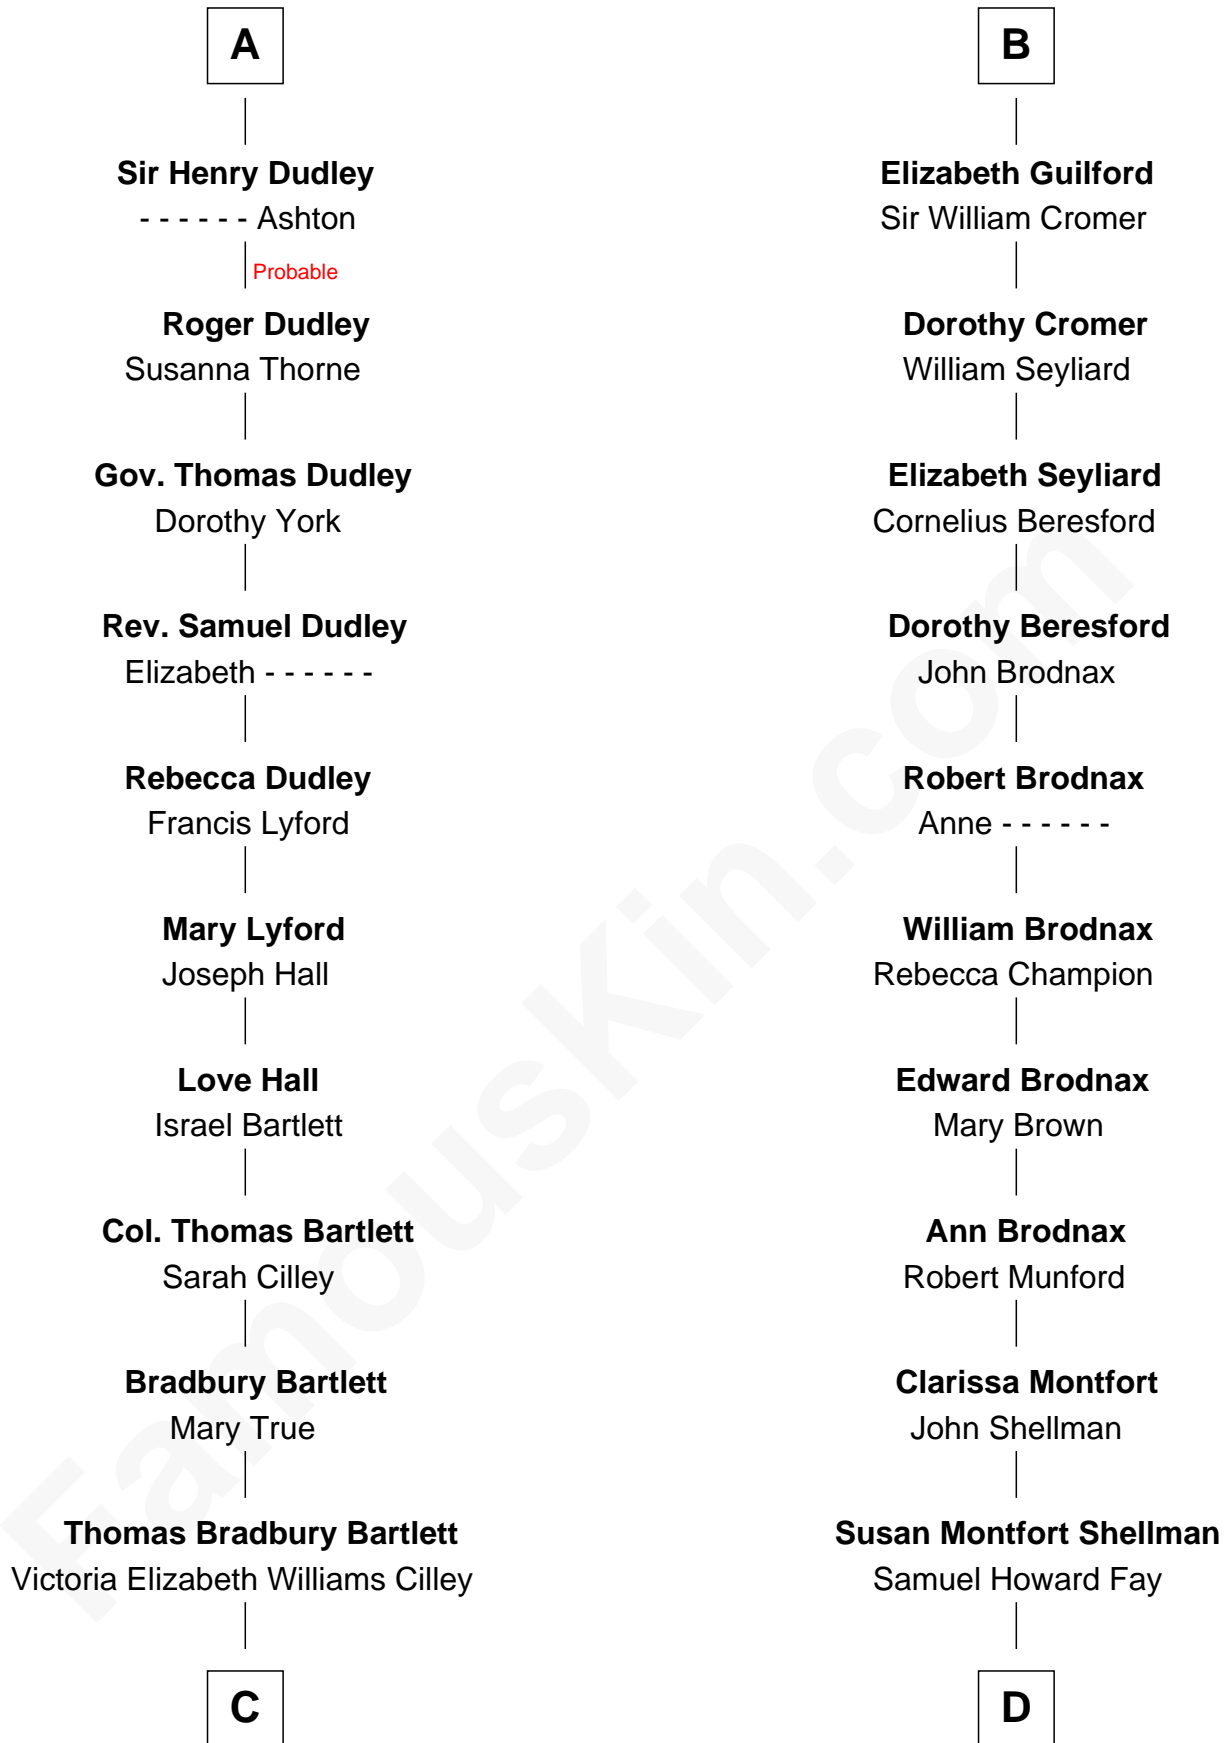 A
Sir Henry Dudley
- - - - - - Ashton
Probable
Roger Dudley
Susanna Thorne
Gov. Thomas Dudley
Dorothy York
Rev. Samuel Dudley
Elizabeth - - - - - -
Rebecca Dudley
Francis Lyford
Mary Lyford
Joseph Hall
Love Hall
Israel Bartlett
Col. Thomas Bartlett
Sarah Cilley
Bradbury Bartlett
Mary True
Thomas Bradbury Bartlett
Victoria Elizabeth Williams Cilley
C
B
Elizabeth Guilford
Sir William Cromer
Dorothy Cromer
William Seyliard
Elizabeth Seyliard
Cornelius Beresford
Dorothy Beresford
John Brodnax
Robert Brodnax
Anne - - - - - -
William Brodnax
Rebecca Champion
Edward Brodnax
Mary Brown
Ann Brodnax
Robert Munford
Clarissa Montfort
John Shellman
Susan Montfort Shellman
Samuel Howard Fay
D
FamousKin.com